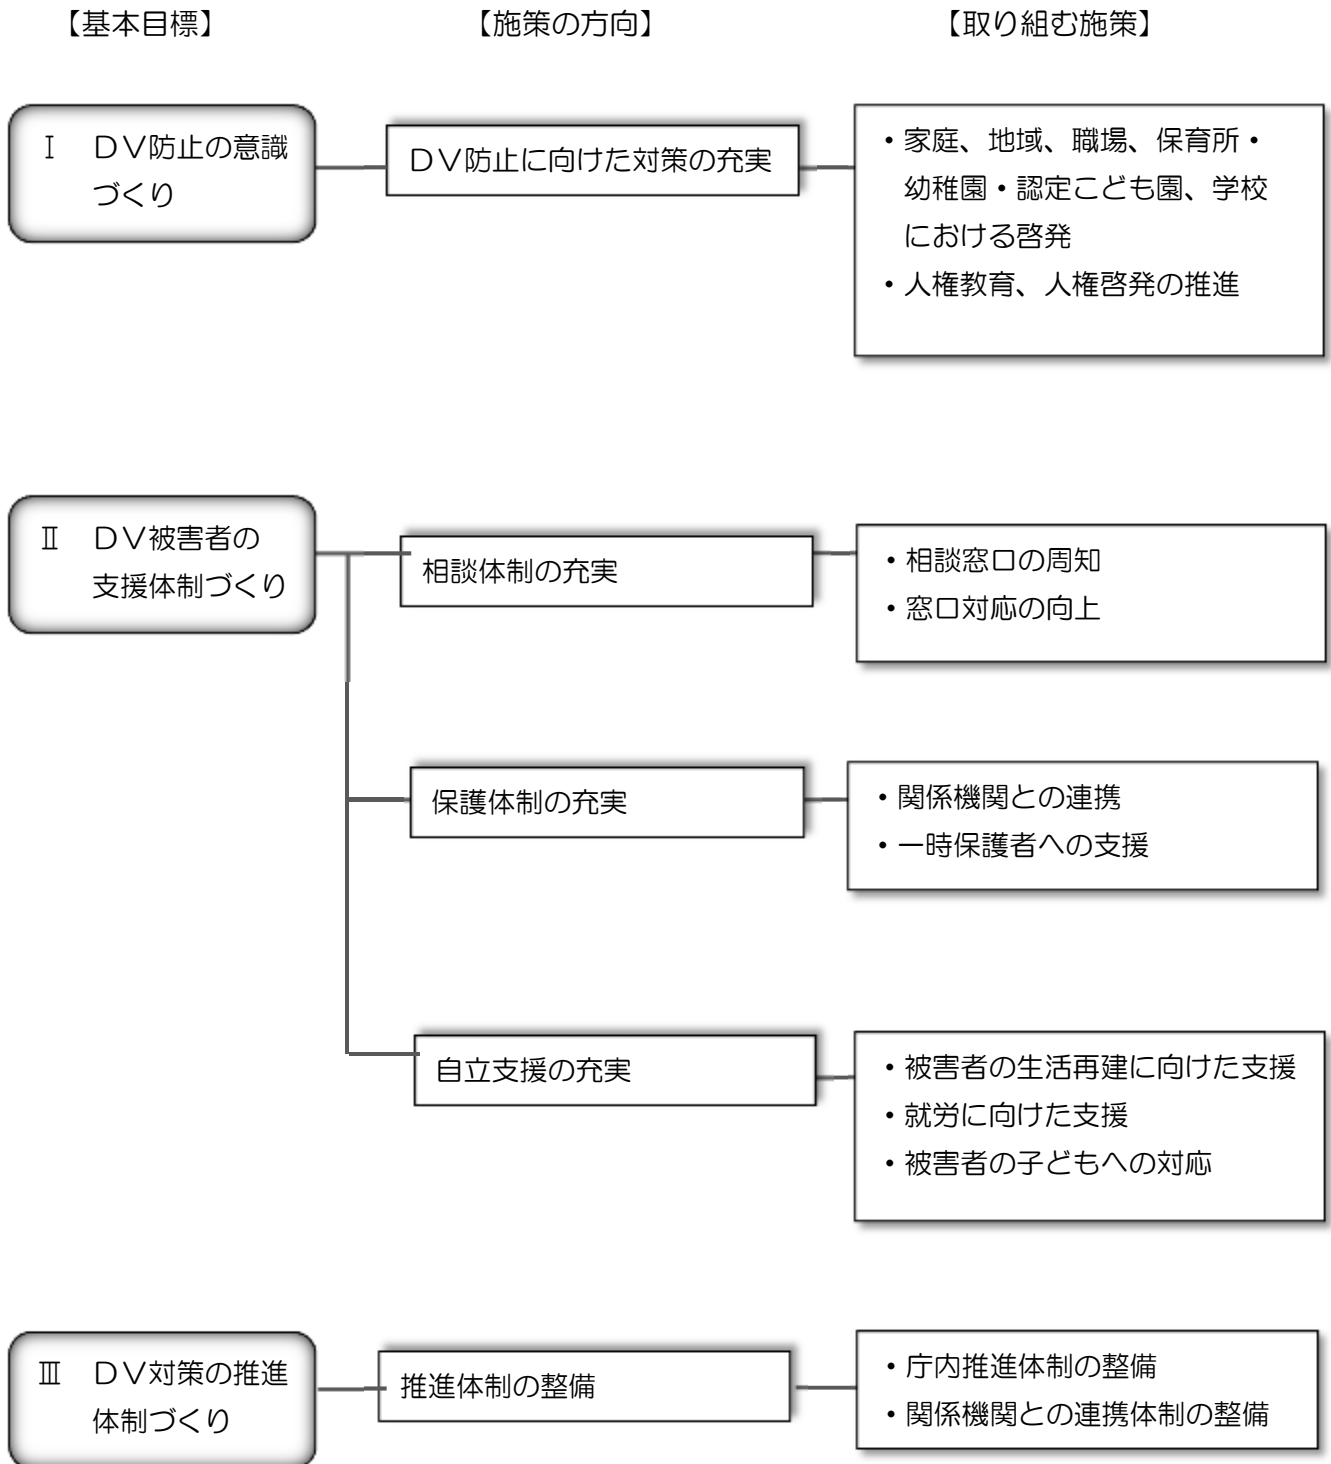 【基本目標】 【施策の方向】 【取り組む施策】
Ⅰ ＤＶ防止の意識
づくり
ＤＶ防止に向けた対策の充実
・家庭、地域、職場、保育所・
幼稚園・認定こども園、学校
における啓発
・人権教育、人権啓発の推進
Ⅱ ＤＶ被害者の
支援体制づくり
相談体制の充実
・相談窓口の周知
・窓口対応の向上
保護体制の充実
・関係機関との連携
・一時保護者への支援
自立支援の充実
・被害者の生活再建に向けた支援
・就労に向けた支援
・被害者の子どもへの対応
Ⅲ ＤＶ対策の推進
体制づくり
推進体制の整備
・庁内推進体制の整備
・関係機関との連携体制の整備